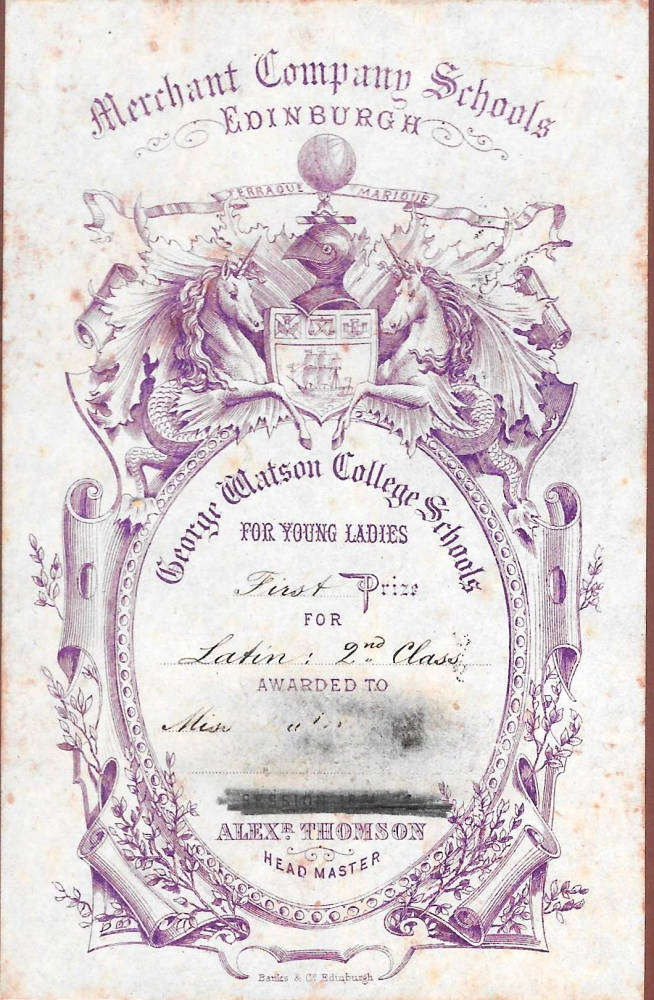 Merchant Company Schools
EDINBURGH
TERRAQUE MARIQUE
George Watson College Schools
FOR YOUNG LADIES
First Prize
FOR
Latin: 2nd Class
AWARDED TO
Miss
SESSION
ALEXR. THOMSON
HEAD MASTER
Banks & Co. Edinburgh